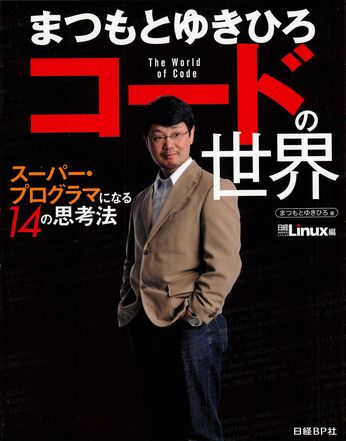 まつもとゆきひろ
コードの
The World
of Code
世界
スーパー・
プログラマになる
14の思考法
まつもとゆきひろ 著
日経Linux 編
日経BP社